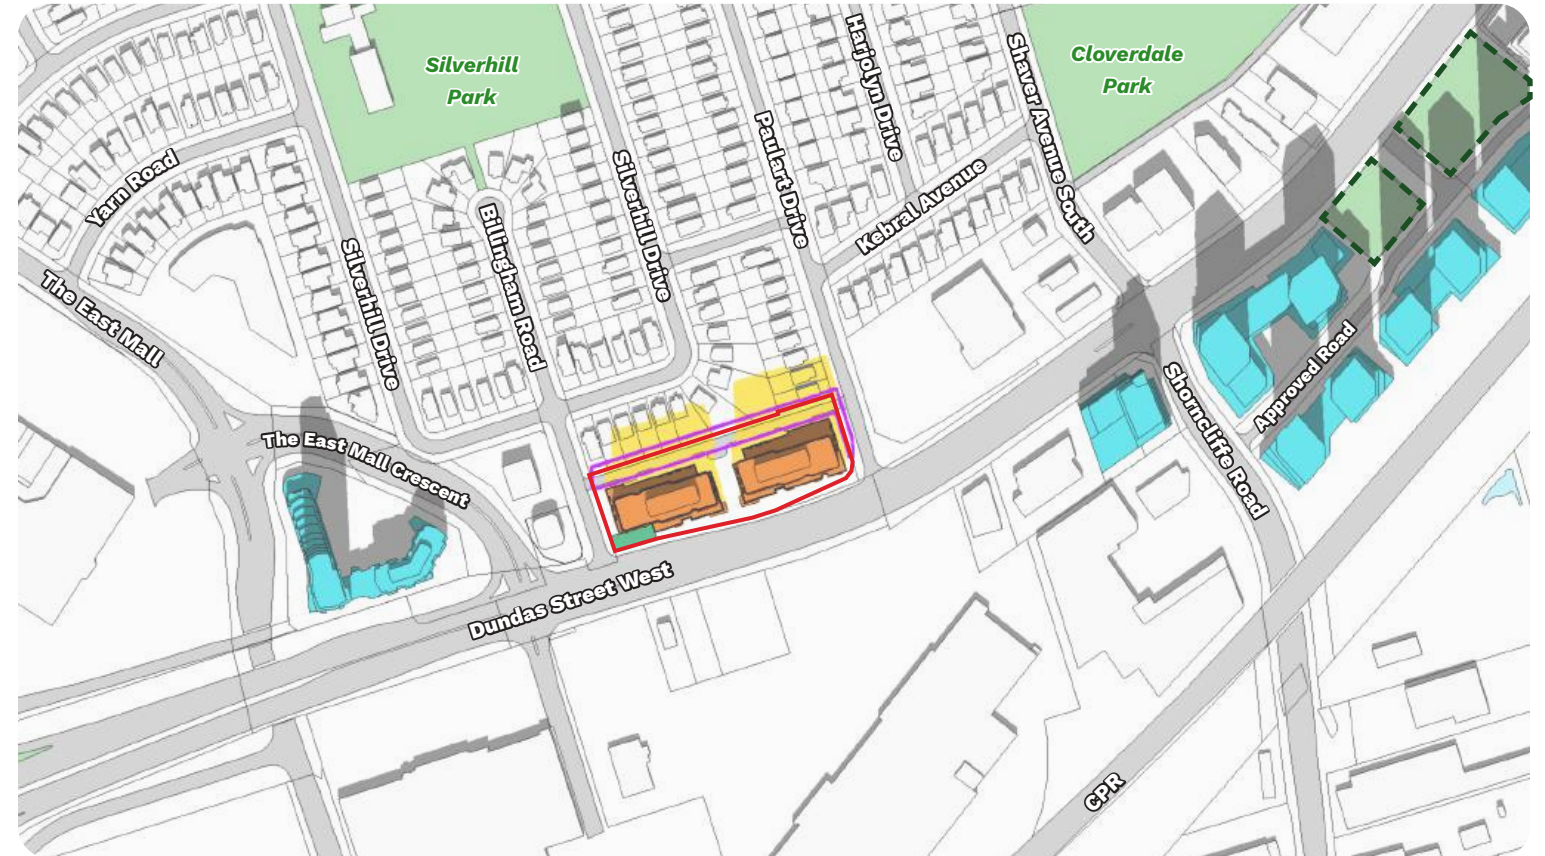 Silverhill
Park
Cloverdale
Park
Harjolyn Drive
Shaver Avenue South
Paulart Drive
Silverhill Drive
Yarn Road
Kebral Avenue
Billingham Road
Silverhill Drive
The East Mall
The East Mall Crescent
Approved Road
Shorncliffe Road
Dundas Street West
CPR